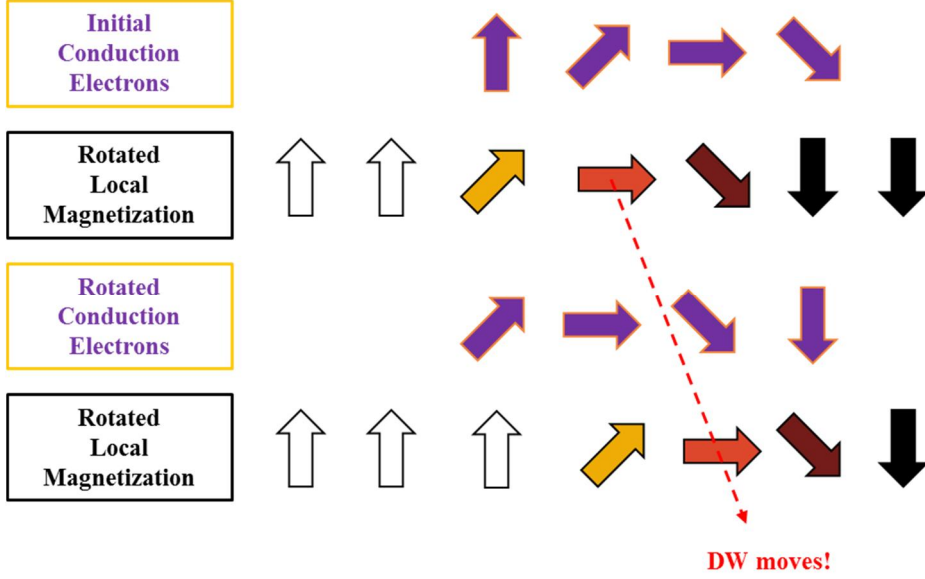 Initial
Conduction
Electrons
Rotated
Local
Magnetization
Rotated
Conduction
Electrons
Rotated
Local
Magnetization
DW moves!